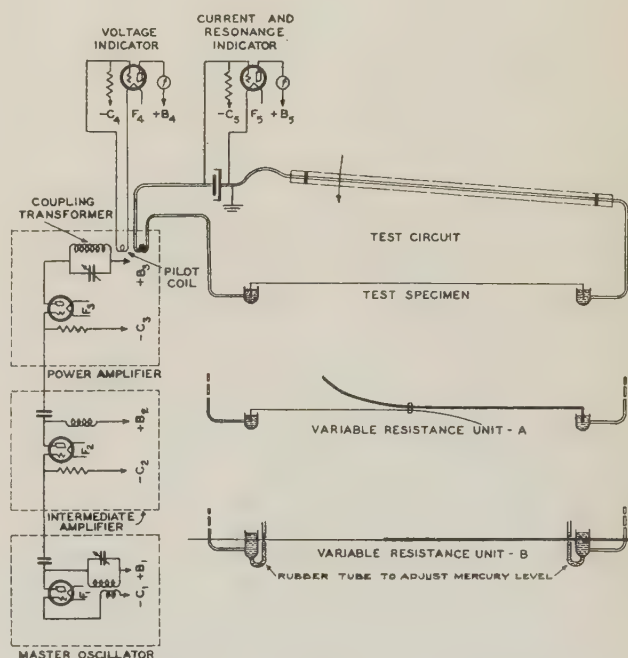 VOLTAGE
INDICATOR
CURRENT AND
RESONANCE
INDICATOR
-C4
F4
+B4
-C5
F5
+B5
COUPLING
TRANSFORMER
PILOT
COIL
+B3
F3
-C3
POWER AMPLIFIER
TEST CIRCUIT
TEST SPECIMEN
+B2
F2
-C2
INTERMEDIATE
AMPLIFIER
VARIABLE RESISTANCE UNIT - A
VARIABLE RESISTANCE UNIT - B
RUBBER TUBE TO ADJUST MERCURY LEVEL
+B1
F1
-C1
MASTER OSCILLATOR